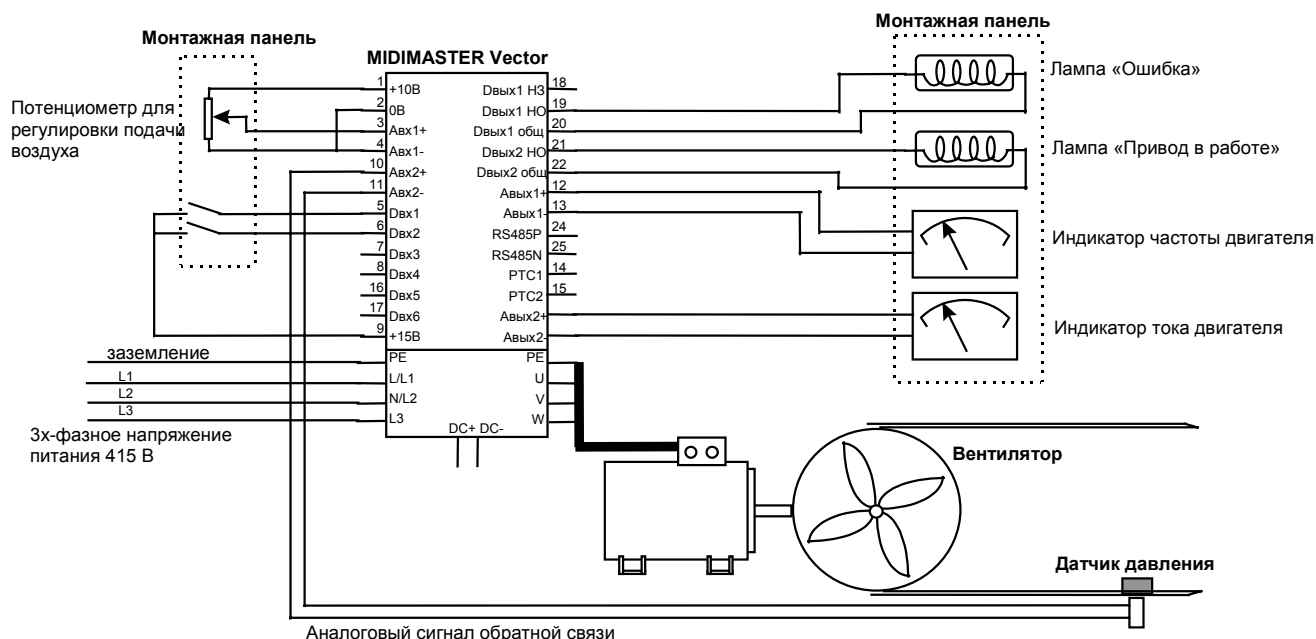 Монтажная панель
Потенциометр для
регулировки подачи
воздуха
MIDIMASTER Vector
1 +10В
2 0В
3 Авх1+
4 Авх1-
10 Авх2+
11 Авх2-
5 Dвх1
6 Dвх2
7 Dвх3
8 Dвх4
16 Dвх5
17 Dвх6
9 +15В
Dвых1 НЗ 18
Dвых1 НО 19
Dвых1 общ 20
Dвых2 НО 21
Dвых2 общ 22
Авых1+ 12
Авых1- 13
RS485P 24
RS485N 25
PTC1 14
PTC2 15
Авых2+
Авых2-
заземление
L1
L2
L3
3х-фазное напряжение
питания 415 В
PE
L/L1
N/L2
L3
PE
U
V
W
DC+ DC-
Монтажная панель
Лампа «Ошибка»
Лампа «Привод в работе»
Индикатор частоты двигателя
Индикатор тока двигателя
Вентилятор
Датчик давления
Аналоговый сигнал обратной связи